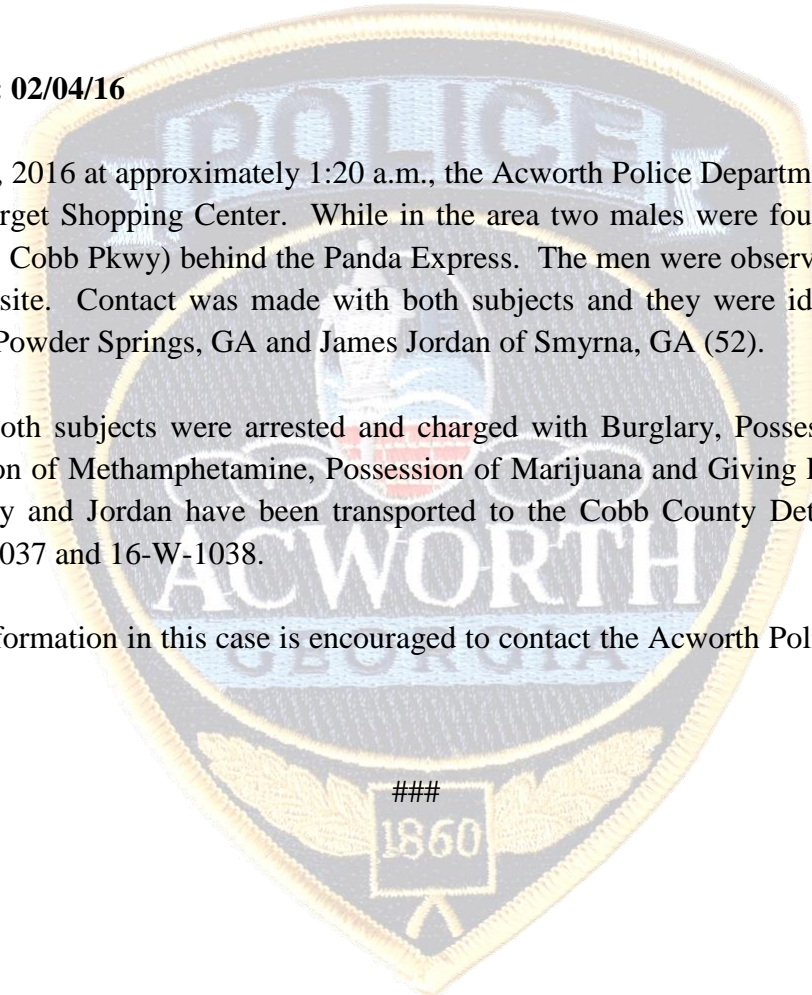 : 02/04/16
POLICE
, 2016 at approximately 1:20 a.m., the Acworth Police Departm
rget Shopping Center. While in the area two males were fou
Cobb Pkwy) behind the Panda Express. The men were observ
site. Contact was made with both subjects and they were id
Powder Springs, GA and James Jordan of Smyrna, GA (52).
oth subjects were arrested and charged with Burglary, Posses
on of Methamphetamine, Possession of Marijuana and Giving
y and Jordan have been transported to the Cobb County Det
037 and 16-W-1038.
ACWORTH
formation in this case is encouraged to contact the Acworth Pol
GEORGIA
###
1860